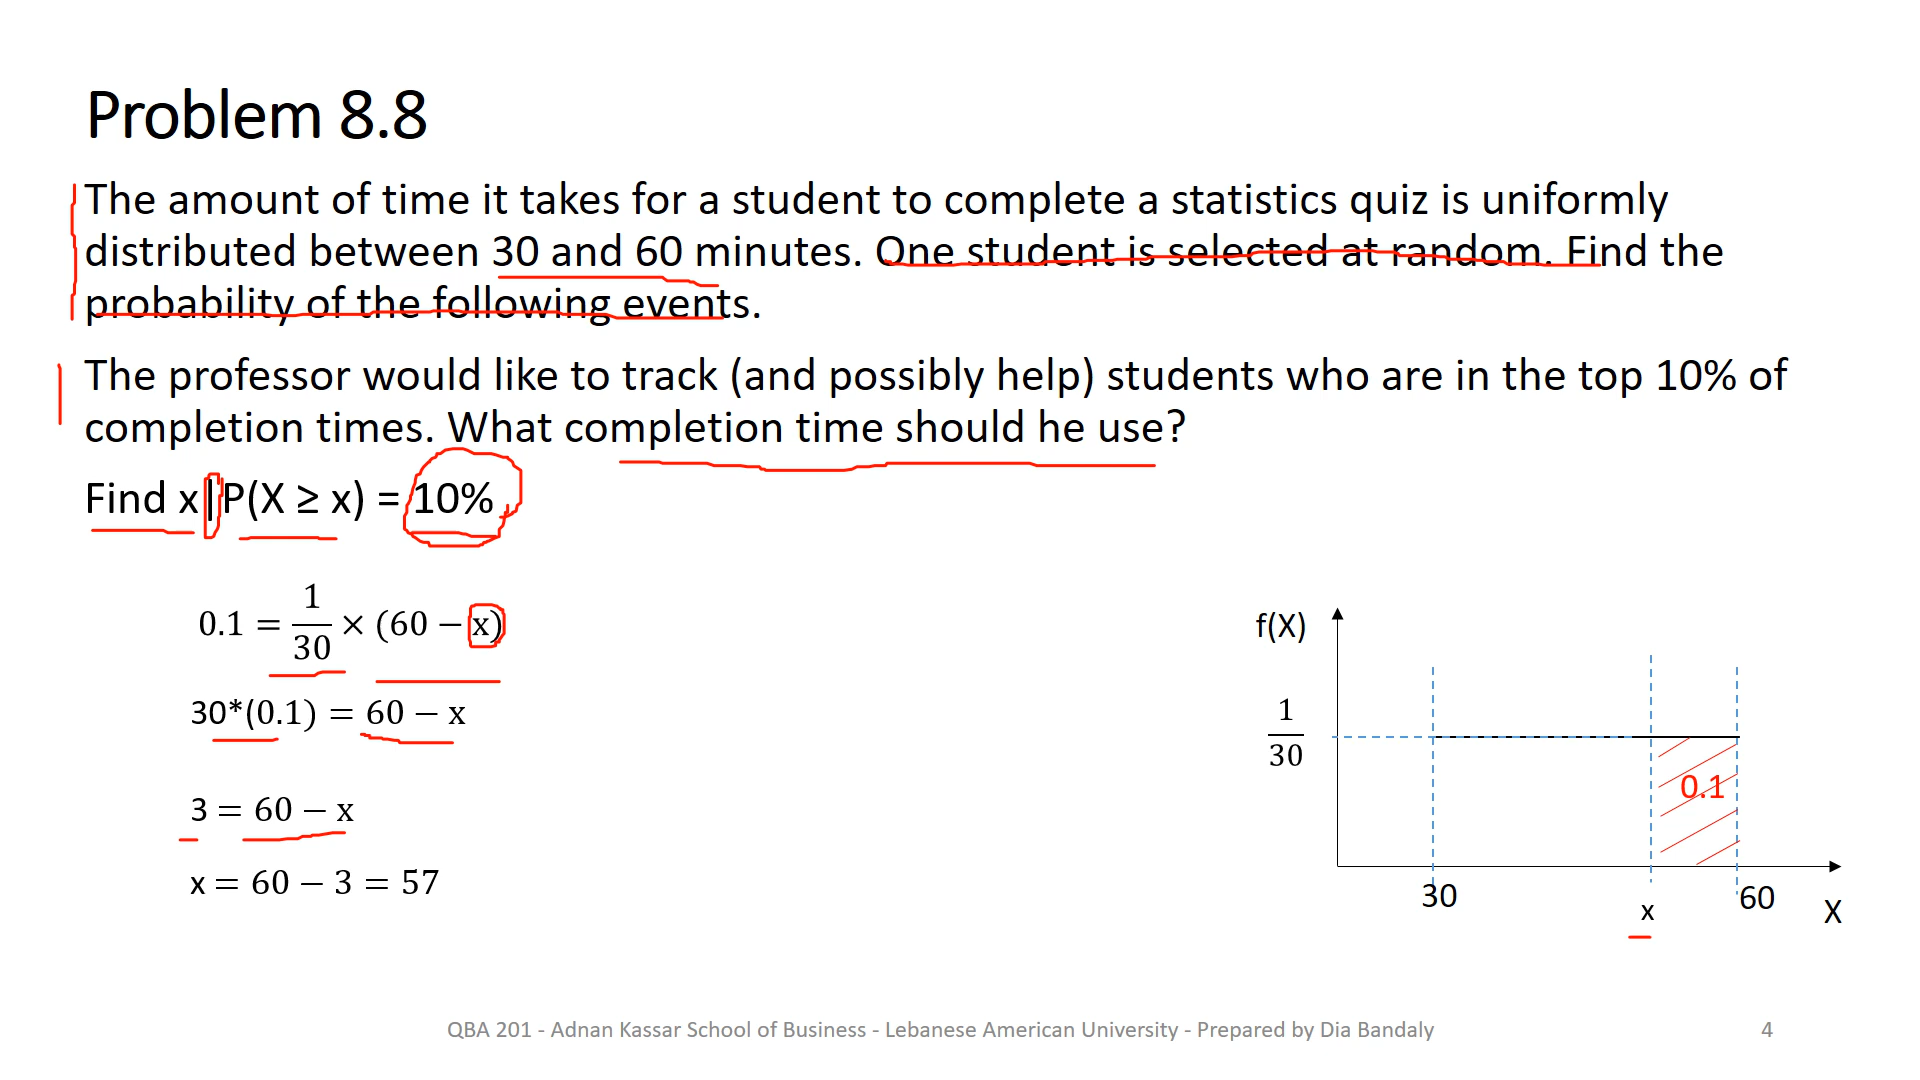 Problem 8.8
The amount of time it takes for a student to complete a statistics quiz is uniformly
distributed between 30 and 60 minutes. One student is selected at random. Find the
probability of the following events.
The professor would like to track (and possibly help) students who are in the top 10% of
completion times. What completion time should he use?
Find x | P(X ≥ x) = 10%
0.1 = 1/30 × (60 − x)
30*(0.1) = 60 − x
3 = 60 − x
x = 60 − 3 = 57
f(X)
1/30
0.1
30
x
60
X
QBA 201 - Adnan Kassar School of Business - Lebanese American University - Prepared by Dia Bandaly
4